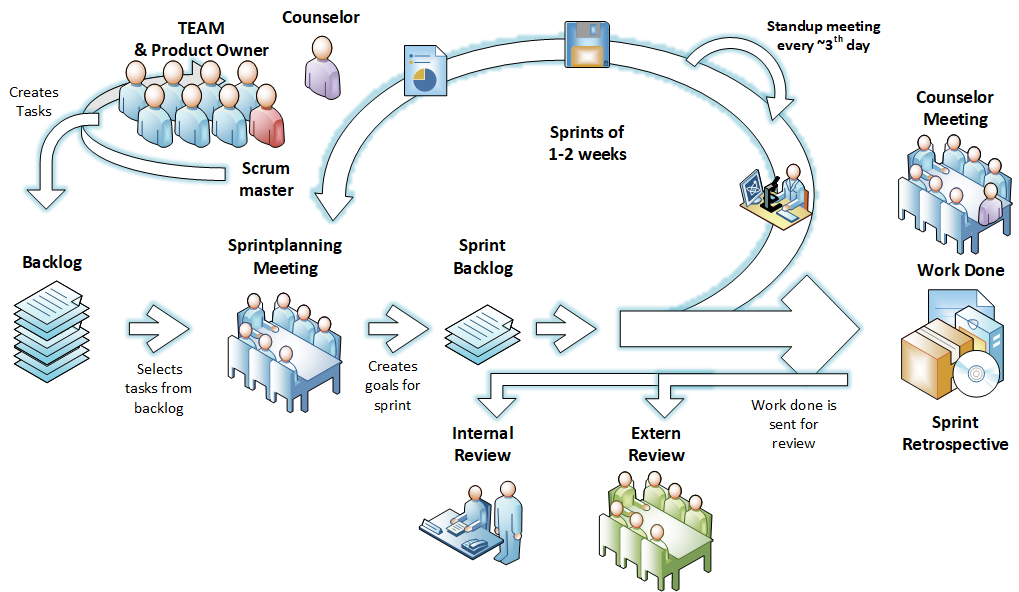 TEAM
& Product Owner
Counselor
Standup meeting
every ~3th day
Creates
Tasks
Counselor
Meeting
Sprints of
1-2 weeks
Scrum
master
Backlog
Sprintplanning
Meeting
Sprint
Backlog
Work Done
Selects
tasks from
backlog
Creates
goals for
sprint
Work done is
sent for
review
Internal
Review
Extern
Review
Sprint
Retrospective